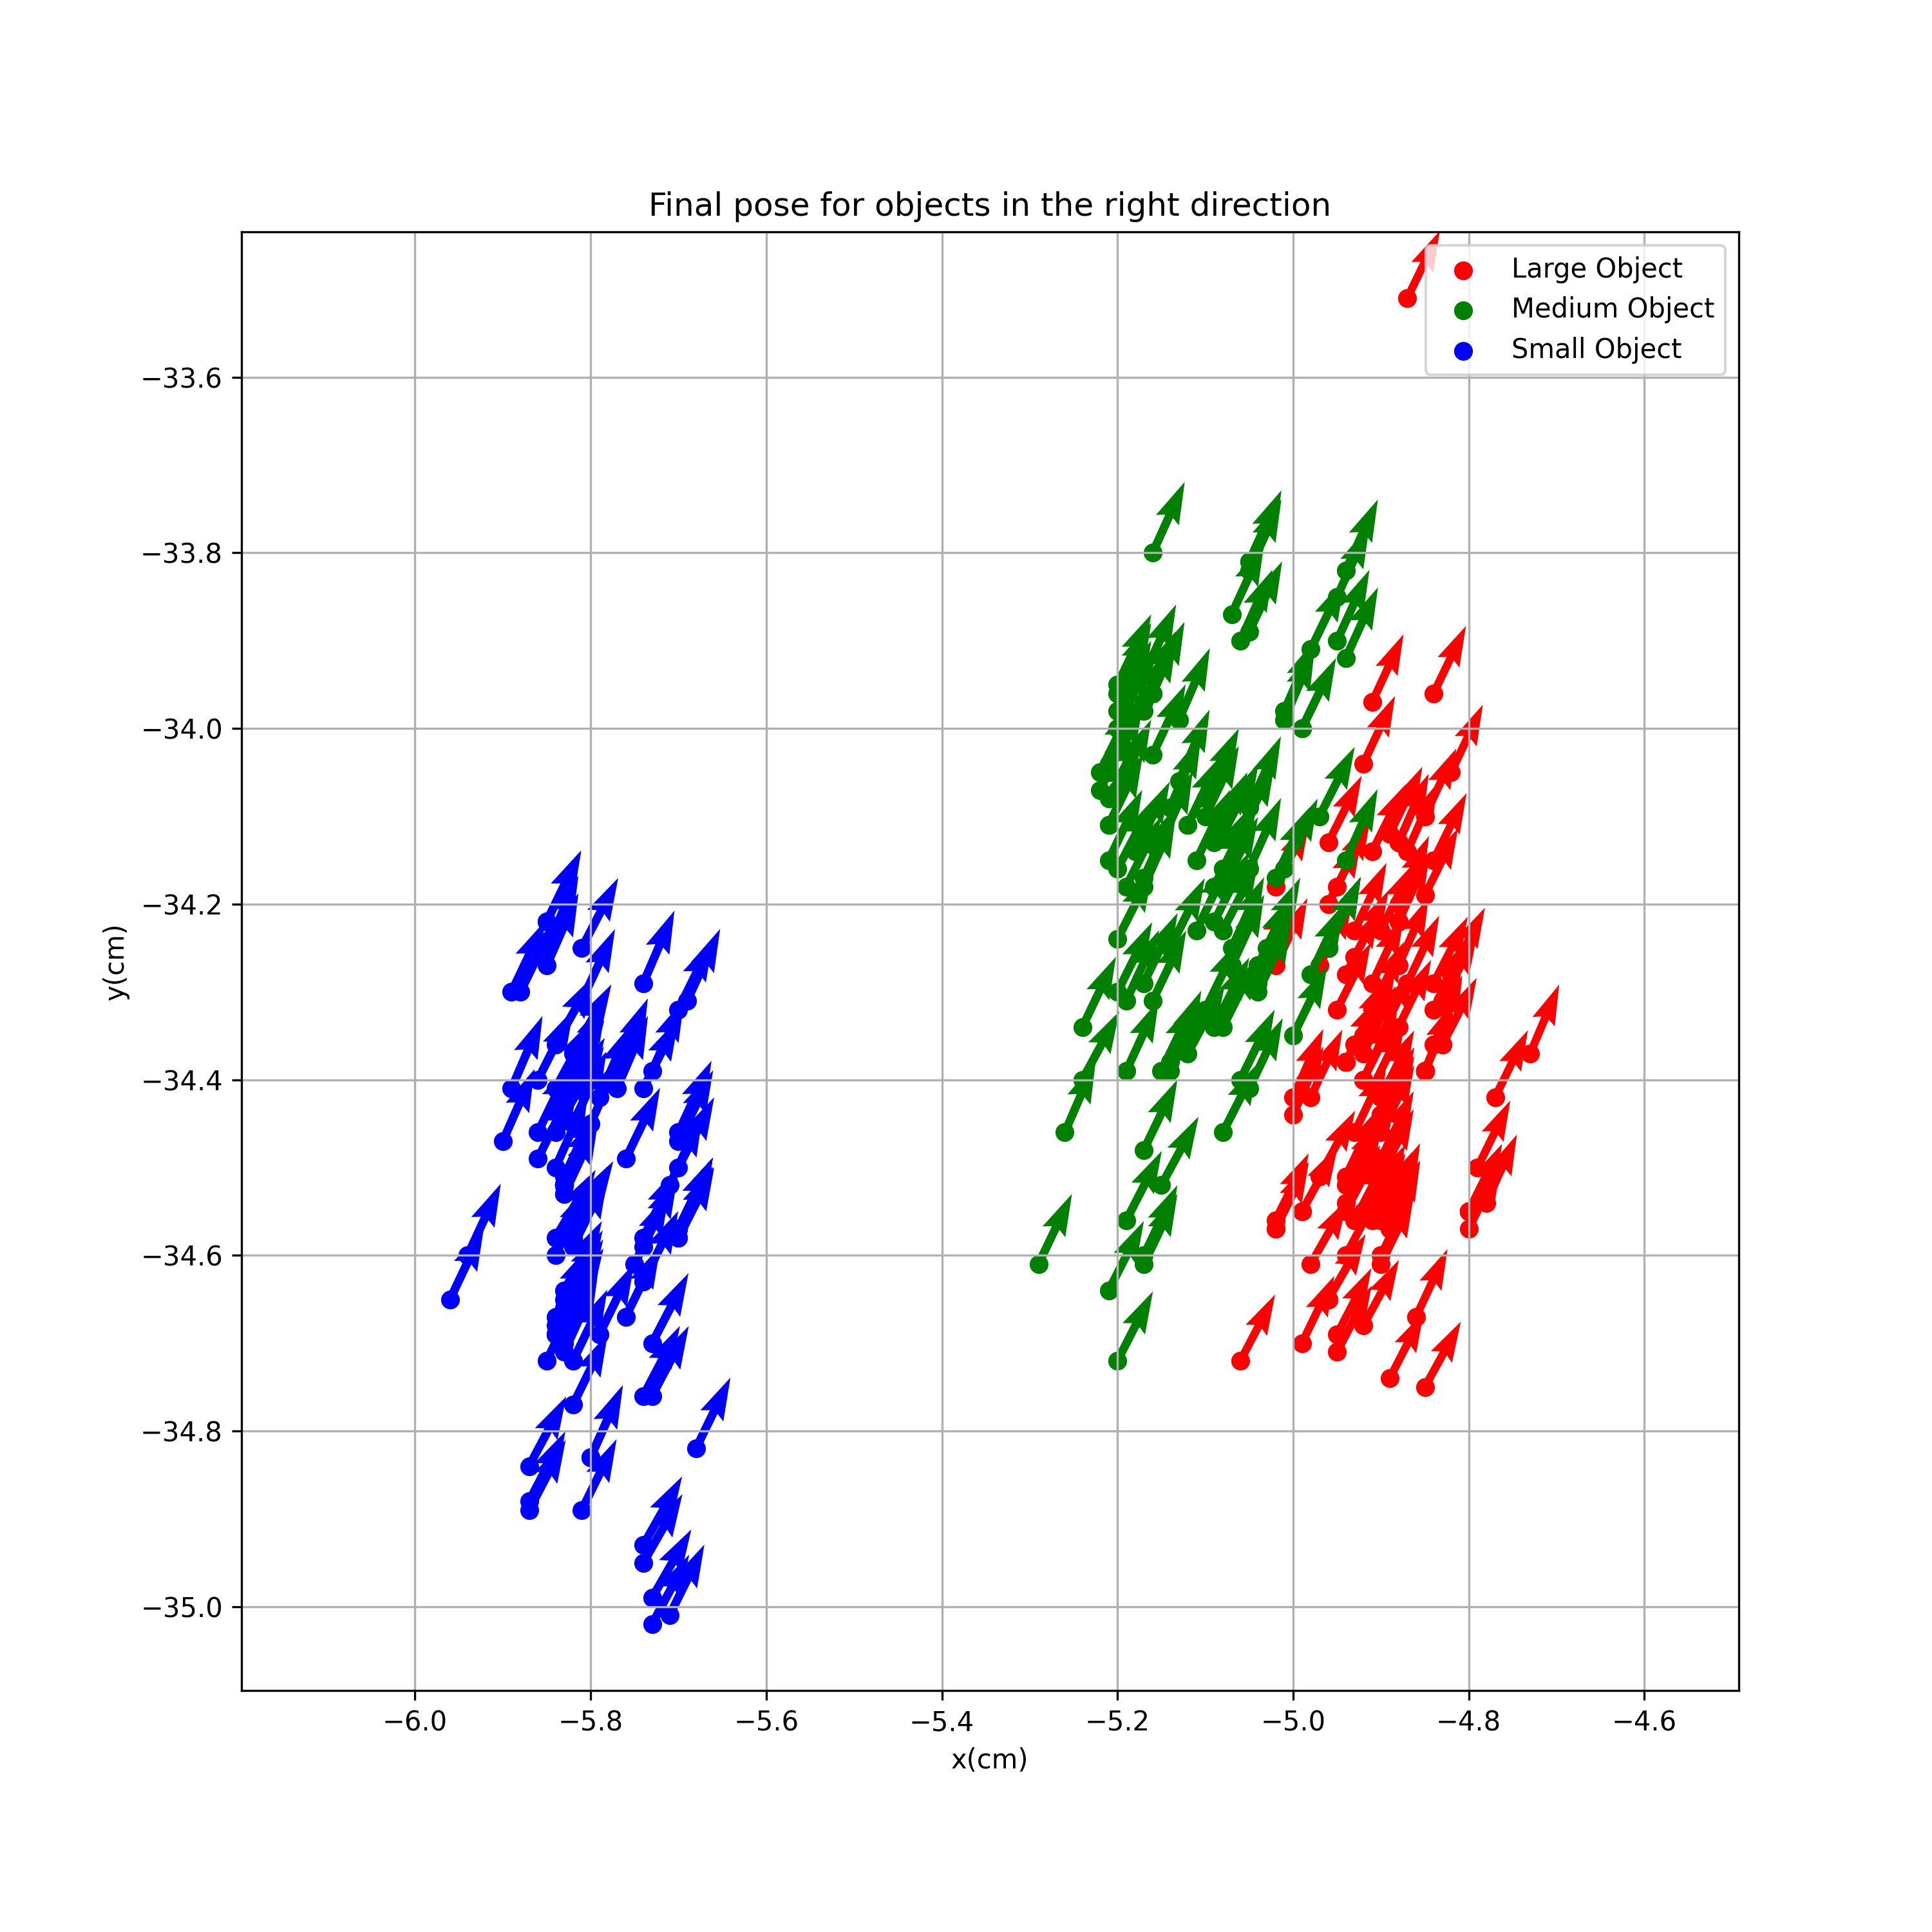 Final pose for objects in the right direction
Large Object
Medium Object
Small Object
−33.6
−33.8
−34.0
−34.2
−34.4
−34.6
−34.8
−35.0
y(cm)
−6.0 −5.8 −5.6 −5.4 −5.2 −5.0 −4.8 −4.6
x(cm)